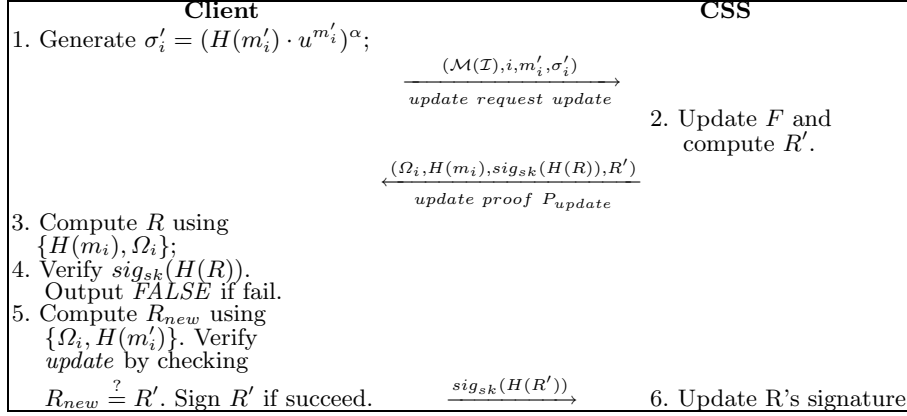 Client CSS
1. Generate σ′ᵢ = (H(m′ᵢ) · u^{m′ᵢ})^α;
(ℳ(ℐ),i,m′ᵢ,σ′ᵢ)
update request update
2. Update F and
compute R′.
(Ωᵢ,H(mᵢ),sig_{sk}(H(R)),R′)
update proof P_{update}
3. Compute R using
{H(mᵢ), Ωᵢ};
4. Verify sig_{sk}(H(R)).
Output FALSE if fail.
5. Compute R_{new} using
{Ωᵢ, H(m′ᵢ)}. Verify
update by checking
R_{new} ≟ R′. Sign R′ if succeed. sig_{sk}(H(R′)) 6. Update R's signature